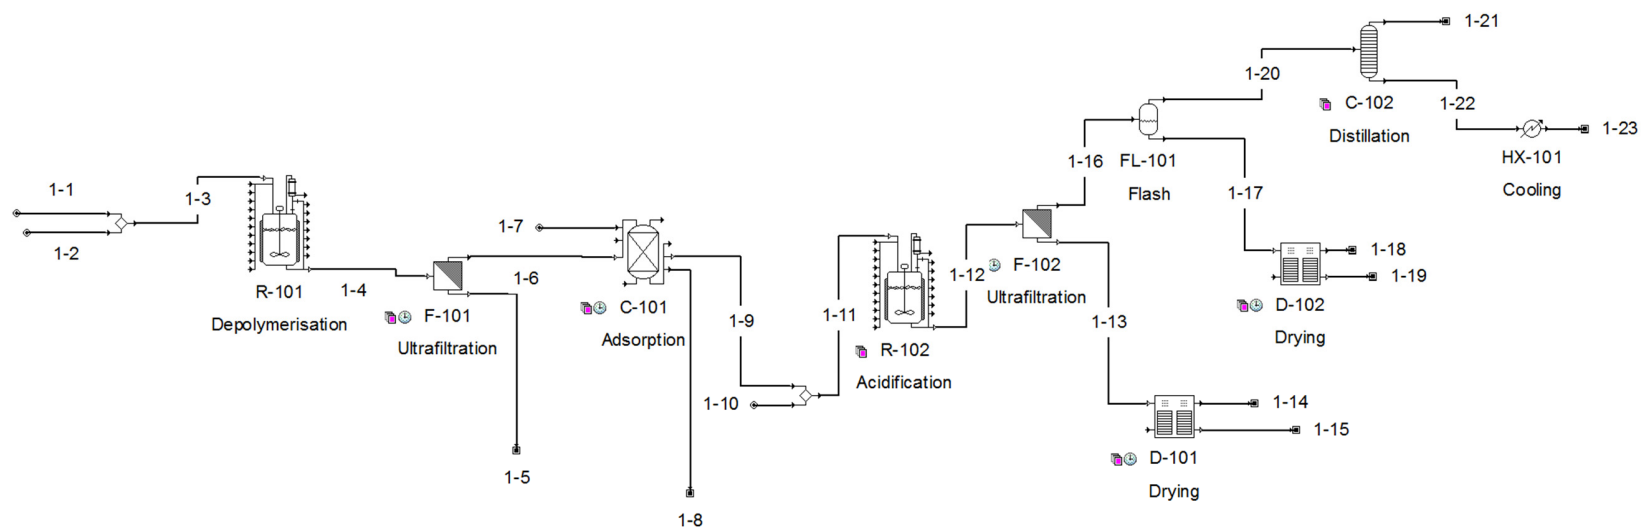 1-1
1-2
1-3
R-101
Depolymerisation
1-4
F-101
Ultrafiltration
1-5
1-6
1-7
C-101
Adsorption
1-8
1-9
1-10
1-11
R-102
Acidification
1-12
F-102
Ultrafiltration
1-13
D-101
Drying
1-14
1-15
1-16
FL-101
Flash
1-17
D-102
Drying
1-18
1-19
1-20
C-102
Distillation
1-21
1-22
HX-101
Cooling
1-23